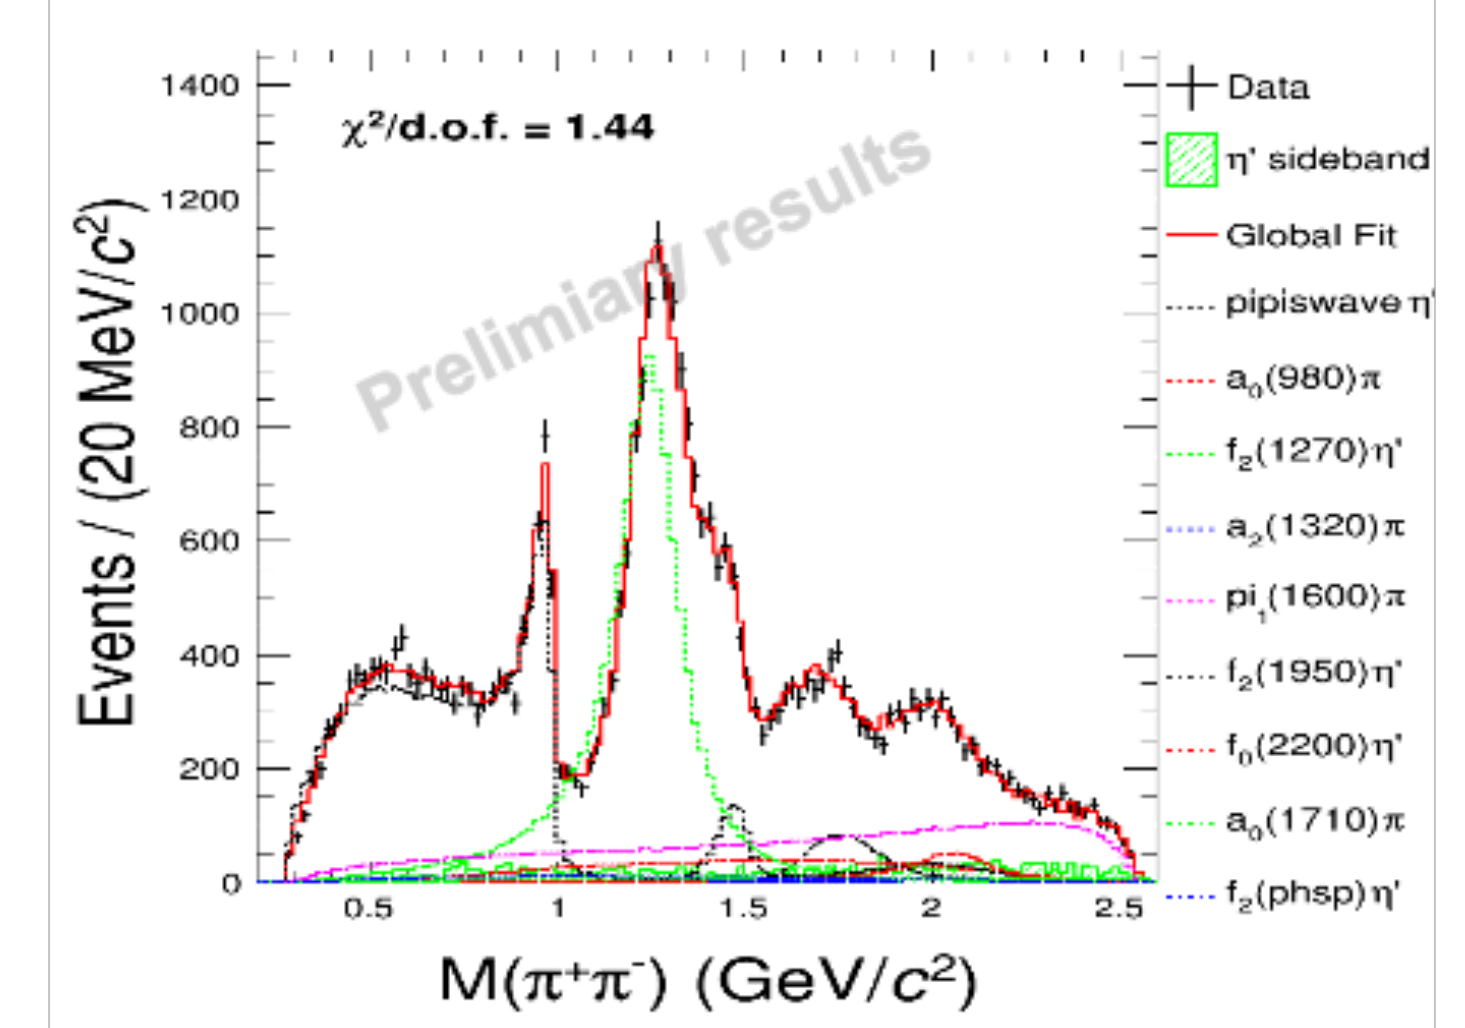 1400
1200
1000
800
600
400
200
0
Events / (20 MeV/c²)
χ²/d.o.f. = 1.44
Prelimiary results
0.5
1
1.5
2
2.5
M(π⁺π⁻) (GeV/c²)
Data
η' sideband
Global Fit
pipiswave η'
a₀(980)π
f₂(1270)η'
a₂(1320)π
pi₁(1600)π
f₂(1950)η'
f₀(2200)η'
a₀(1710)π
f₂(phsp)η'